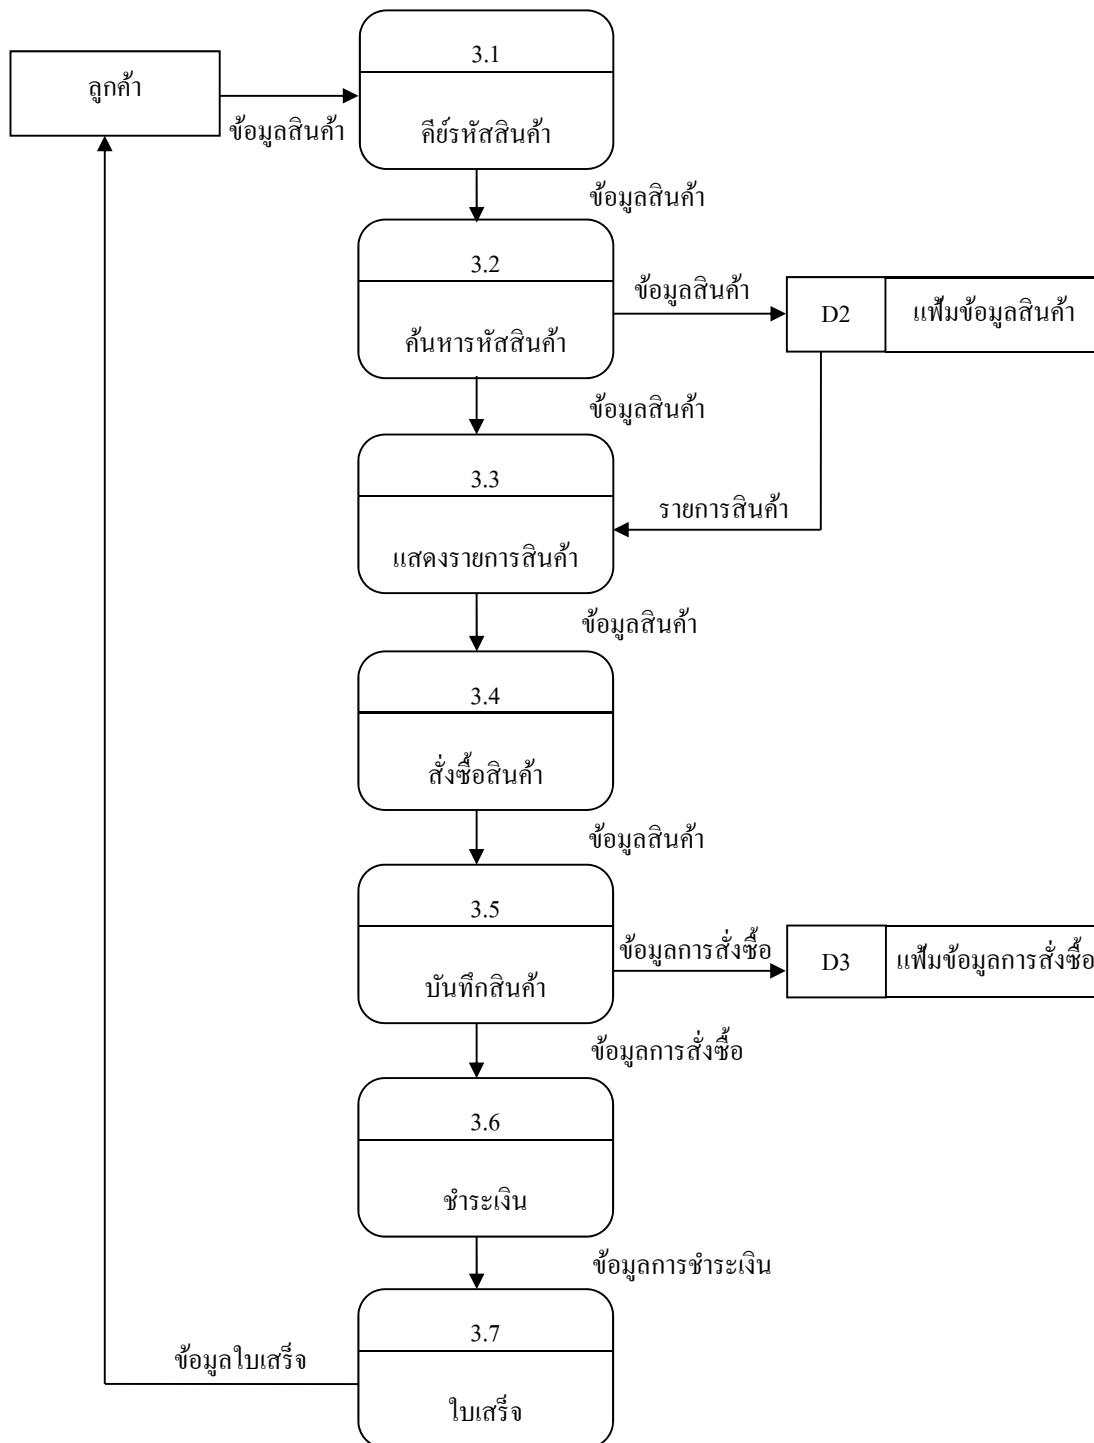 3.1
ลูกค้า
ข้อมูลสินค้า
คีย์รหัสสินค้า
ข้อมูลสินค้า
3.2
ข้อมูลสินค้า
D2
แฟ้มข้อมูลสินค้า
ค้นหารหัสสินค้า
ข้อมูลสินค้า
3.3
รายการสินค้า
แสดงรายการสินค้า
ข้อมูลสินค้า
3.4
สั่งซื้อสินค้า
ข้อมูลสินค้า
3.5
ข้อมูลการสั่งซื้อ
D3
แฟ้มข้อมูลการสั่งซื้อ
บันทึกสินค้า
ข้อมูลการสั่งซื้อ
3.6
ชำระเงิน
ข้อมูลการชำระเงิน
3.7
ข้อมูลใบเสร็จ
ใบเสร็จ